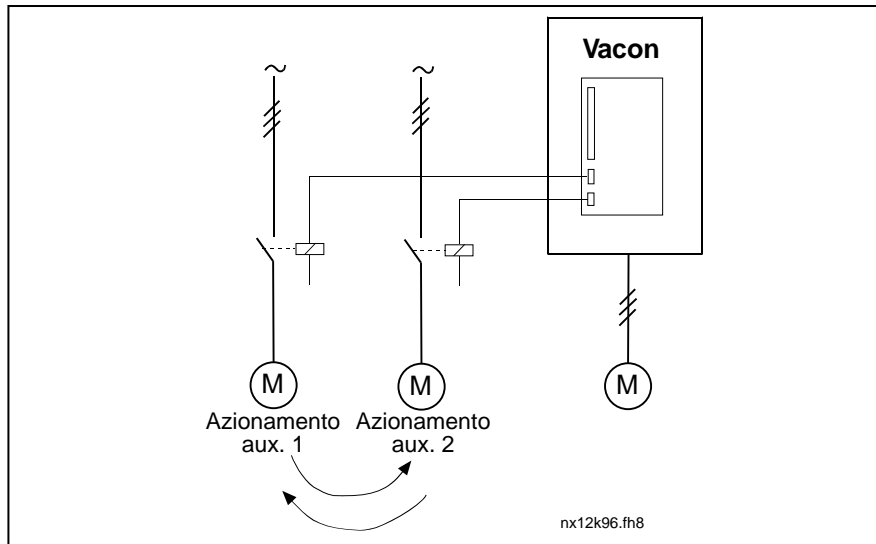 Vacon
~
~
M
M
M
Azionamento
aux. 1
Azionamento
aux. 2
nx12k96.fh8